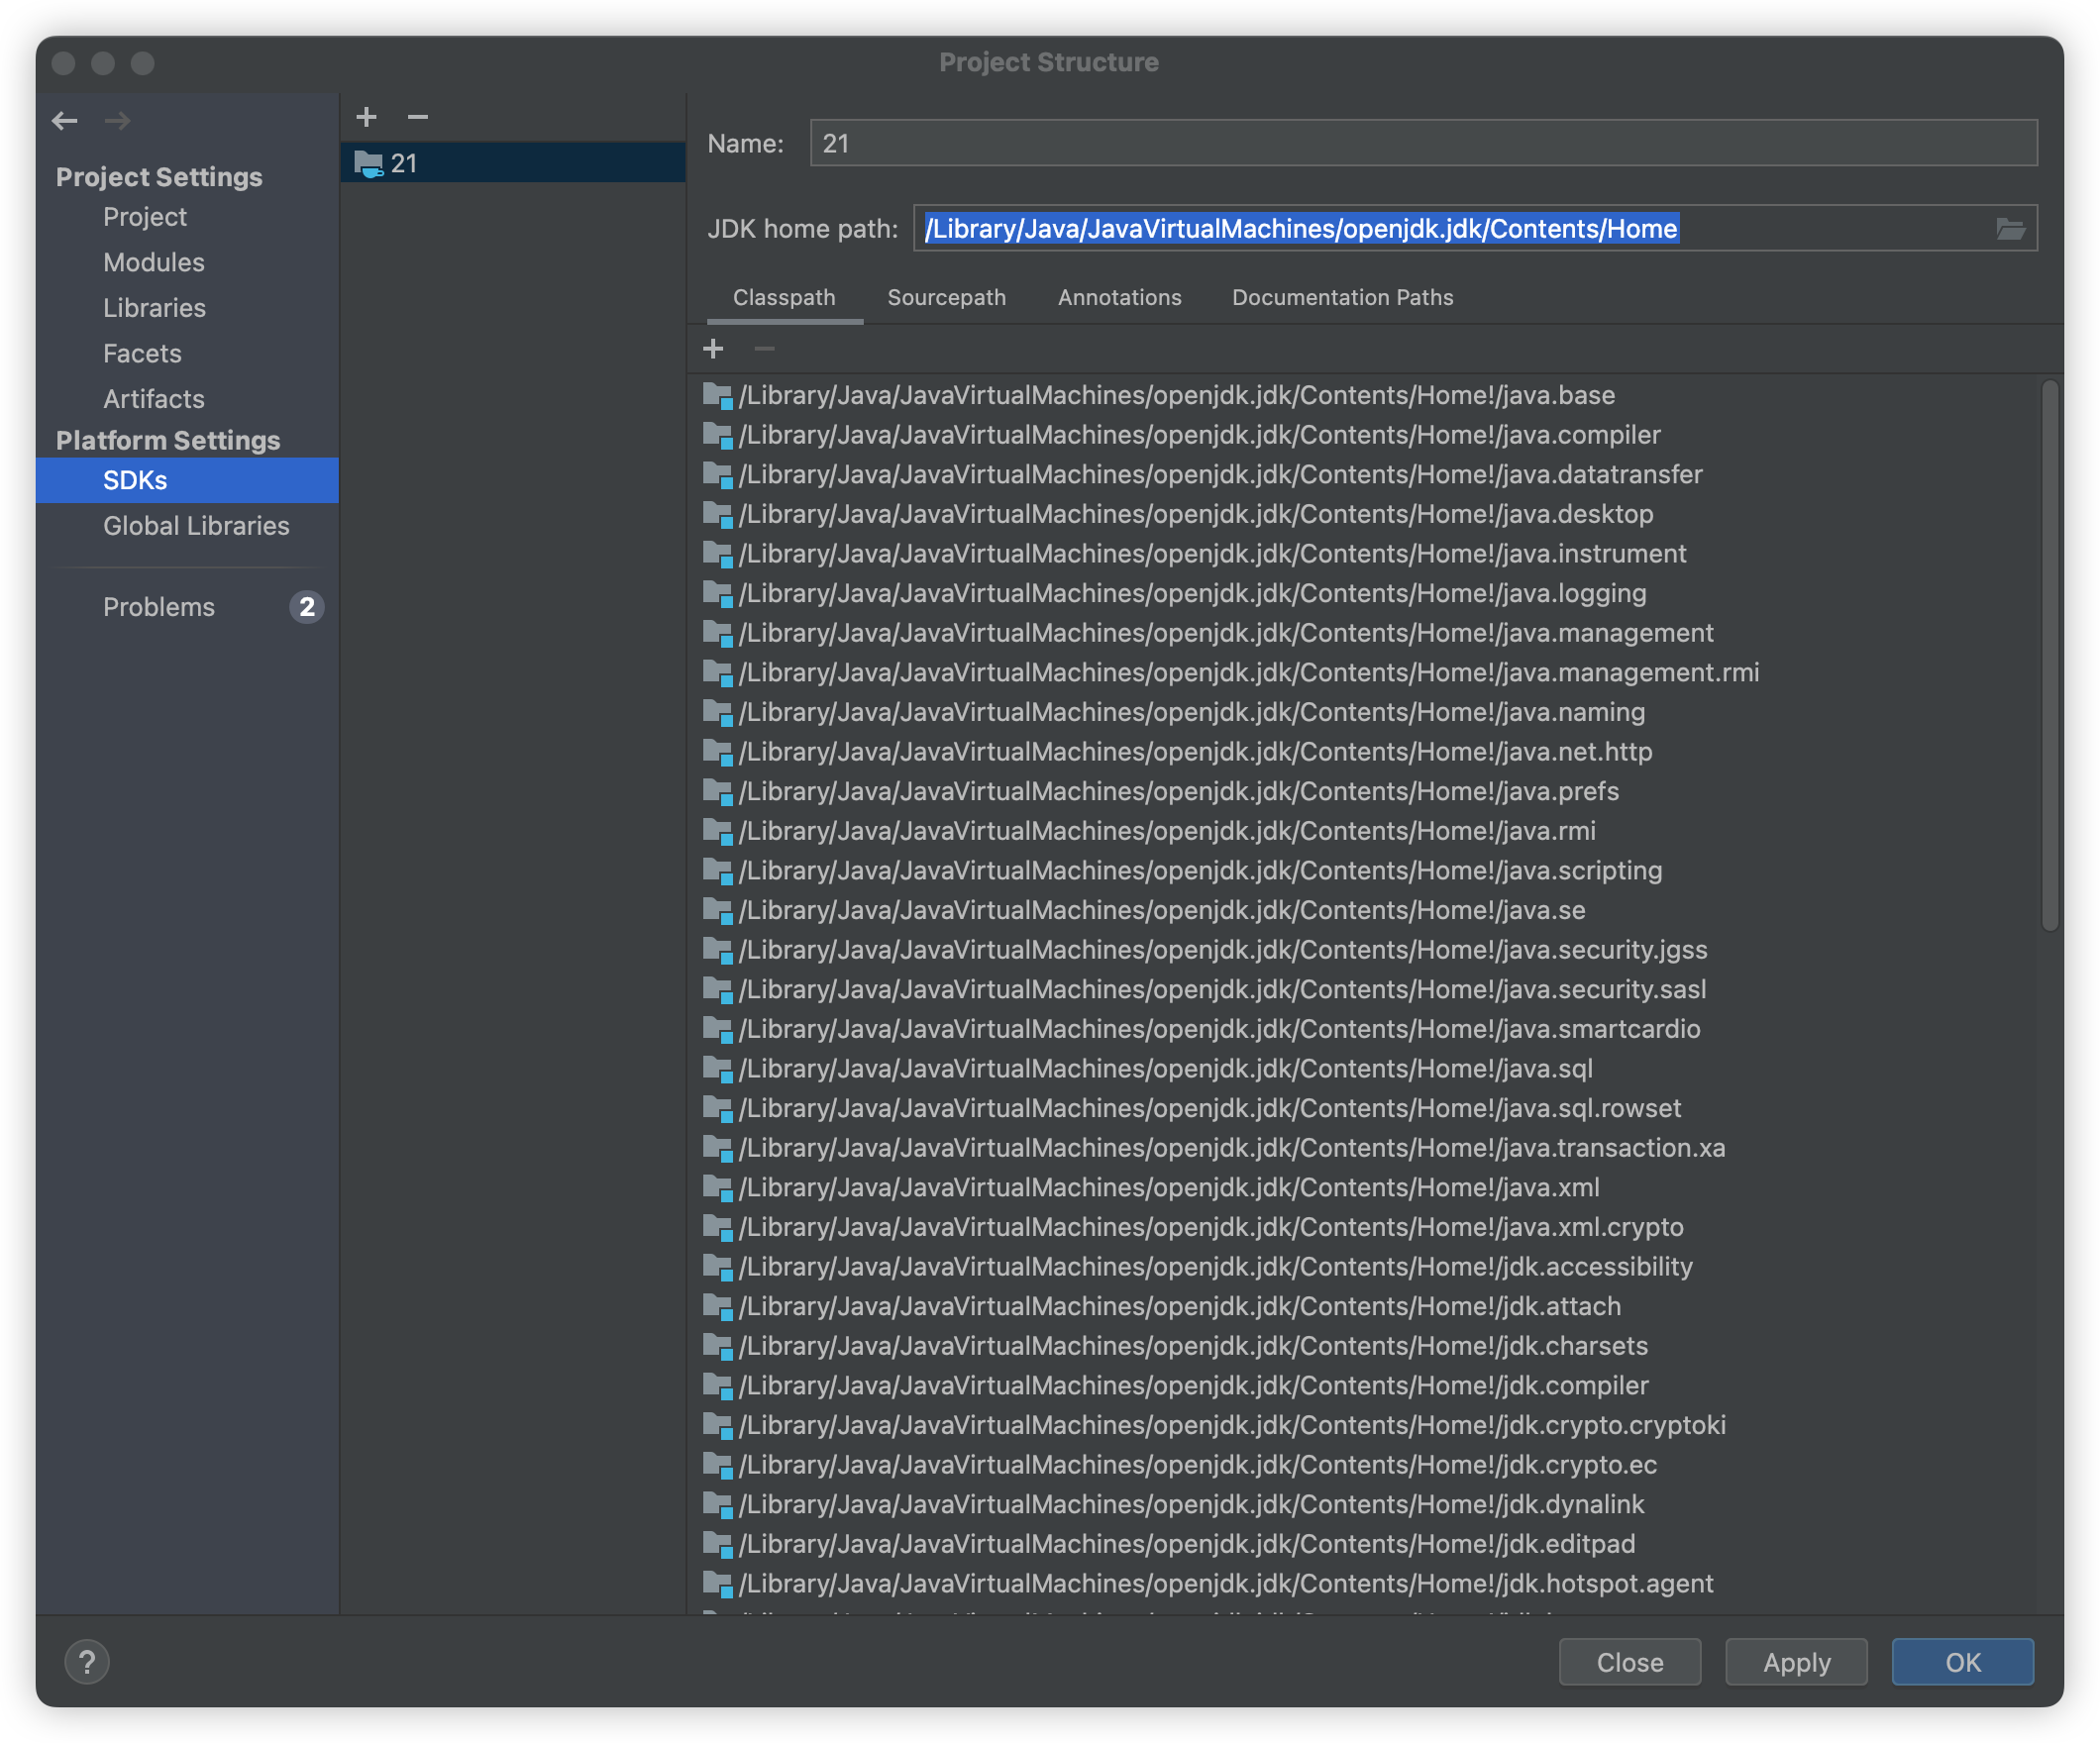 Project Structure
Project Settings
Project
Modules
Libraries
Facets
Artifacts
Platform Settings
SDKs
Global Libraries
Problems 2
21
Name: 21
JDK home path: /Library/Java/JavaVirtualMachines/openjdk.jdk/Contents/Home
Classpath Sourcepath Annotations Documentation Paths
/Library/Java/JavaVirtualMachines/openjdk.jdk/Contents/Home!/java.base
/Library/Java/JavaVirtualMachines/openjdk.jdk/Contents/Home!/java.compiler
/Library/Java/JavaVirtualMachines/openjdk.jdk/Contents/Home!/java.datatransfer
/Library/Java/JavaVirtualMachines/openjdk.jdk/Contents/Home!/java.desktop
/Library/Java/JavaVirtualMachines/openjdk.jdk/Contents/Home!/java.instrument
/Library/Java/JavaVirtualMachines/openjdk.jdk/Contents/Home!/java.logging
/Library/Java/JavaVirtualMachines/openjdk.jdk/Contents/Home!/java.management
/Library/Java/JavaVirtualMachines/openjdk.jdk/Contents/Home!/java.management.rmi
/Library/Java/JavaVirtualMachines/openjdk.jdk/Contents/Home!/java.naming
/Library/Java/JavaVirtualMachines/openjdk.jdk/Contents/Home!/java.net.http
/Library/Java/JavaVirtualMachines/openjdk.jdk/Contents/Home!/java.prefs
/Library/Java/JavaVirtualMachines/openjdk.jdk/Contents/Home!/java.rmi
/Library/Java/JavaVirtualMachines/openjdk.jdk/Contents/Home!/java.scripting
/Library/Java/JavaVirtualMachines/openjdk.jdk/Contents/Home!/java.se
/Library/Java/JavaVirtualMachines/openjdk.jdk/Contents/Home!/java.security.jgss
/Library/Java/JavaVirtualMachines/openjdk.jdk/Contents/Home!/java.security.sasl
/Library/Java/JavaVirtualMachines/openjdk.jdk/Contents/Home!/java.smartcardio
/Library/Java/JavaVirtualMachines/openjdk.jdk/Contents/Home!/java.sql
/Library/Java/JavaVirtualMachines/openjdk.jdk/Contents/Home!/java.sql.rowset
/Library/Java/JavaVirtualMachines/openjdk.jdk/Contents/Home!/java.transaction.xa
/Library/Java/JavaVirtualMachines/openjdk.jdk/Contents/Home!/java.xml
/Library/Java/JavaVirtualMachines/openjdk.jdk/Contents/Home!/java.xml.crypto
/Library/Java/JavaVirtualMachines/openjdk.jdk/Contents/Home!/jdk.accessibility
/Library/Java/JavaVirtualMachines/openjdk.jdk/Contents/Home!/jdk.attach
/Library/Java/JavaVirtualMachines/openjdk.jdk/Contents/Home!/jdk.charsets
/Library/Java/JavaVirtualMachines/openjdk.jdk/Contents/Home!/jdk.compiler
/Library/Java/JavaVirtualMachines/openjdk.jdk/Contents/Home!/jdk.crypto.cryptoki
/Library/Java/JavaVirtualMachines/openjdk.jdk/Contents/Home!/jdk.crypto.ec
/Library/Java/JavaVirtualMachines/openjdk.jdk/Contents/Home!/jdk.dynalink
/Library/Java/JavaVirtualMachines/openjdk.jdk/Contents/Home!/jdk.editpad
/Library/Java/JavaVirtualMachines/openjdk.jdk/Contents/Home!/jdk.hotspot.agent
? Close Apply OK